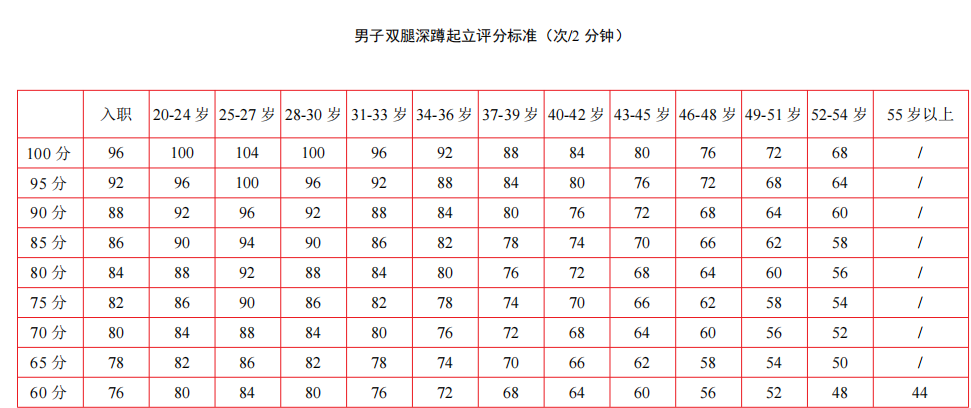 男子双腿深蹲起立评分标准（次/2 分钟）
入职 20-24 岁 25-27 岁 28-30 岁 31-33 岁 34-36 岁 37-39 岁 40-42 岁 43-45 岁 46-48 岁 49-51 岁 52-54 岁 55 岁以上
100 分 96 100 104 100 96 92 88 84 80 76 72 68 /
95 分 92 96 100 96 92 88 84 80 76 72 68 64 /
90 分 88 92 96 92 88 84 80 76 72 68 64 60 /
85 分 86 90 94 90 86 82 78 74 70 66 62 58 /
80 分 84 88 92 88 84 80 76 72 68 64 60 56 /
75 分 82 86 90 86 82 78 74 70 66 62 58 54 /
70 分 80 84 88 84 80 76 72 68 64 60 56 52 /
65 分 78 82 86 82 78 74 70 66 62 58 54 50 /
60 分 76 80 84 80 76 72 68 64 60 56 52 48 44